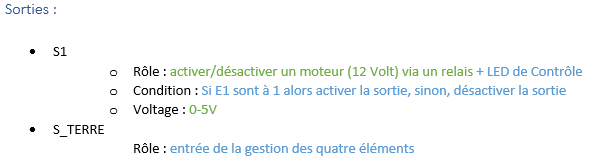 Sorties :
• S1
o Rôle : activer/désactiver un moteur (12 Volt) via un relais + LED de Contrôle
o Condition : Si E1 sont à 1 alors activer la sortie, sinon, désactiver la sortie
o Voltage : 0-5V
• S_TERRE
Rôle : entrée de la gestion des quatre éléments